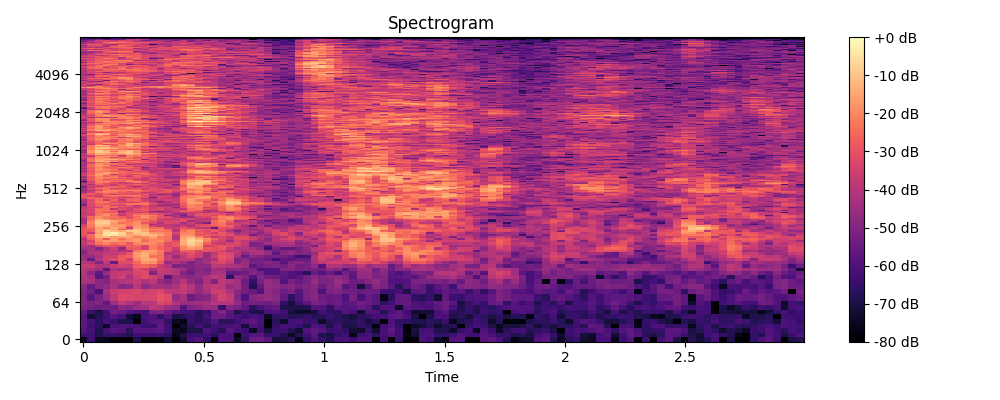 Spectrogram
4096
2048
1024
512
256
128
64
0
Hz
0
0.5
1
1.5
2
2.5
Time
+0 dB
-10 dB
-20 dB
-30 dB
-40 dB
-50 dB
-60 dB
-70 dB
-80 dB